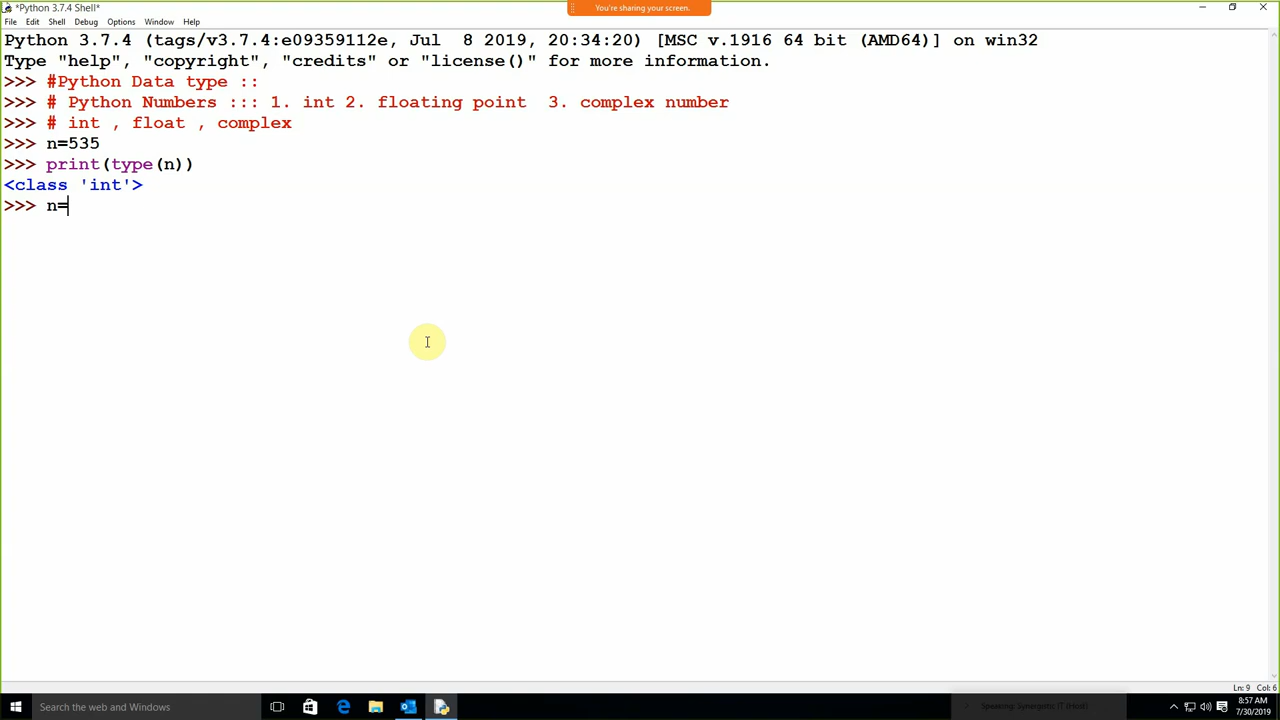 *Python 3.7.4 Shell*
You're sharing your screen.
File Edit Shell Debug Options Window Help
Python 3.7.4 (tags/v3.7.4:e09359112e, Jul  8 2019, 20:34:20) [MSC v.1916 64 bit (AMD64)] on win32
Type "help", "copyright", "credits" or "license()" for more information.
>>> #Python Data type ::
>>> # Python Numbers ::: 1. int 2. floating point  3. complex number
>>> # int , float , complex
>>> n=535
>>> print(type(n))
<class 'int'>
>>> n=
Ln: 9 Col: 6
Search the web and Windows
Speaking: Synergetic IT (Host)
8:57 AM
7/30/2019